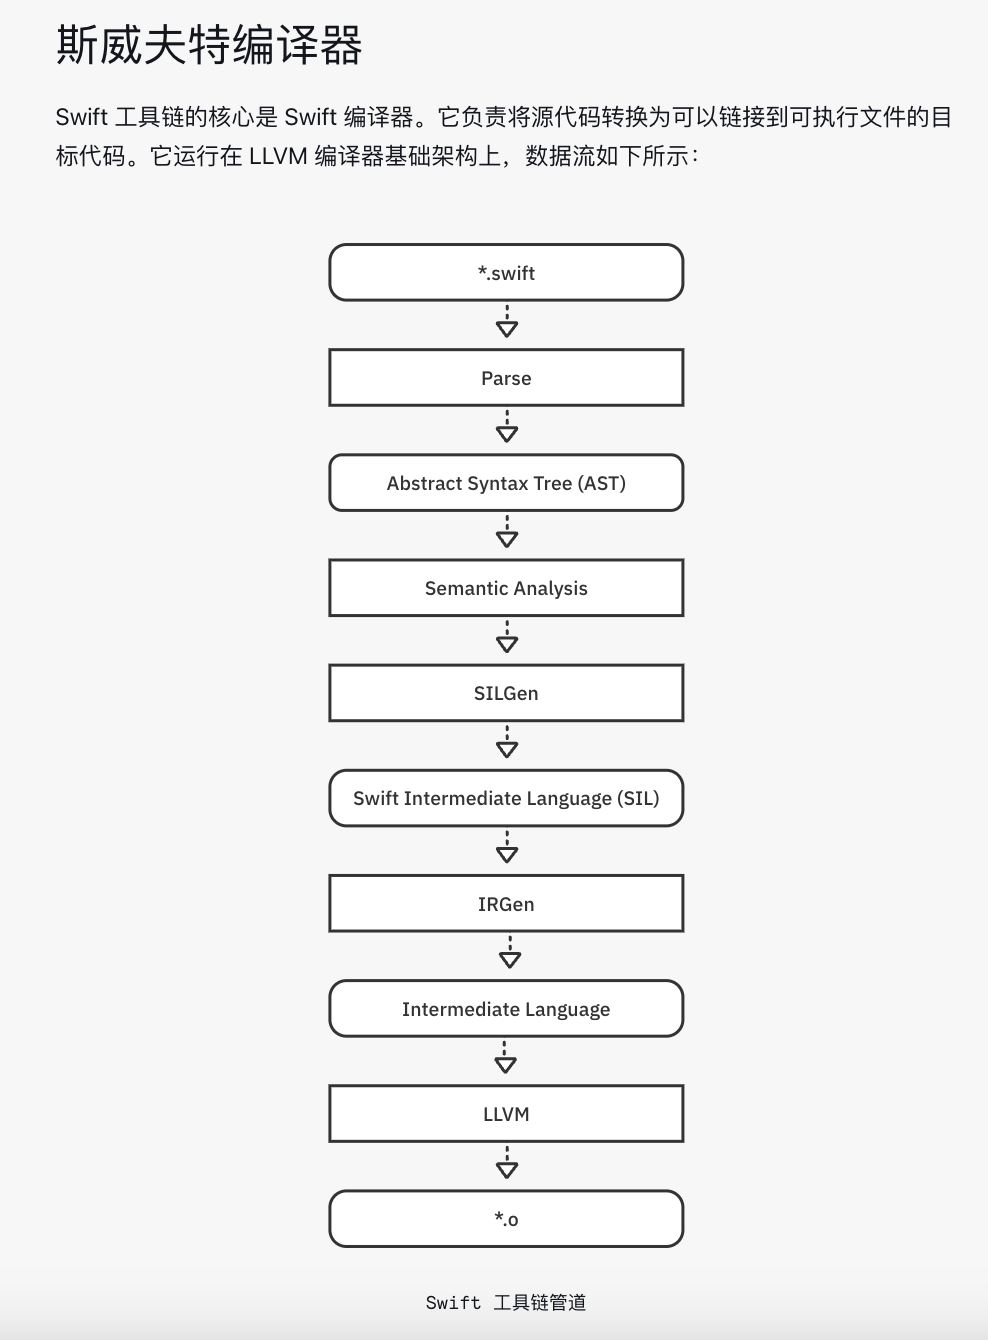 斯威夫特编译器
Swift 工具链的核心是 Swift 编译器。它负责将源代码转换为可以链接到可执行文件的目
标代码。它运行在 LLVM 编译器基础架构上，数据流如下所示：
*.swift
Parse
Abstract Syntax Tree (AST)
Semantic Analysis
SILGen
Swift Intermediate Language (SIL)
IRGen
Intermediate Language
LLVM
*.o
Swift 工具链管道